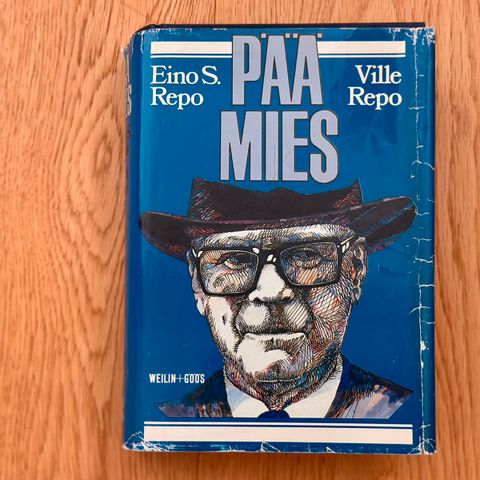 Eino S.
Repo
PÄÄ
MIES
Ville
Repo
WEILIN+GÖÖS